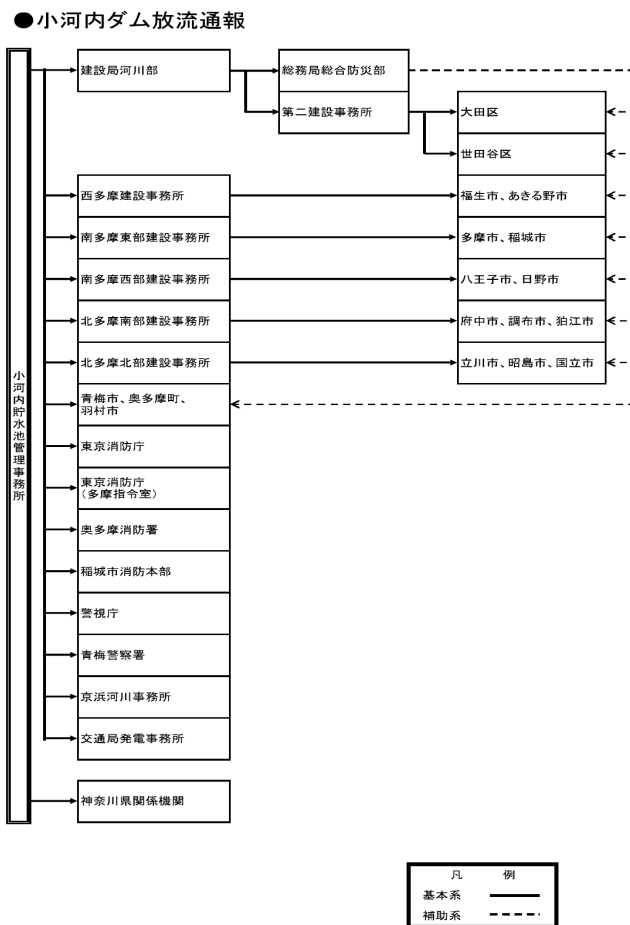 ●小河内ダム放流通報
建設局河川部
総務局総合防災部
第二建設事務所
大田区
世田谷区
西多摩建設事務所
福生市、あきる野市
南多摩東部建設事務所
多摩市、稲城市
南多摩西部建設事務所
八王子市、日野市
北多摩南部建設事務所
府中市、調布市、狛江市
北多摩北部建設事務所
立川市、昭島市、国立市
小河内貯水池管理事務所
青梅市、奥多摩町、
羽村市
東京消防庁
東京消防庁
（多摩指令室）
奥多摩消防署
稲城市消防本部
警視庁
青梅警察署
京浜河川事務所
交通局発電事務所
神奈川県関係機関
凡 例
基本系
補助系